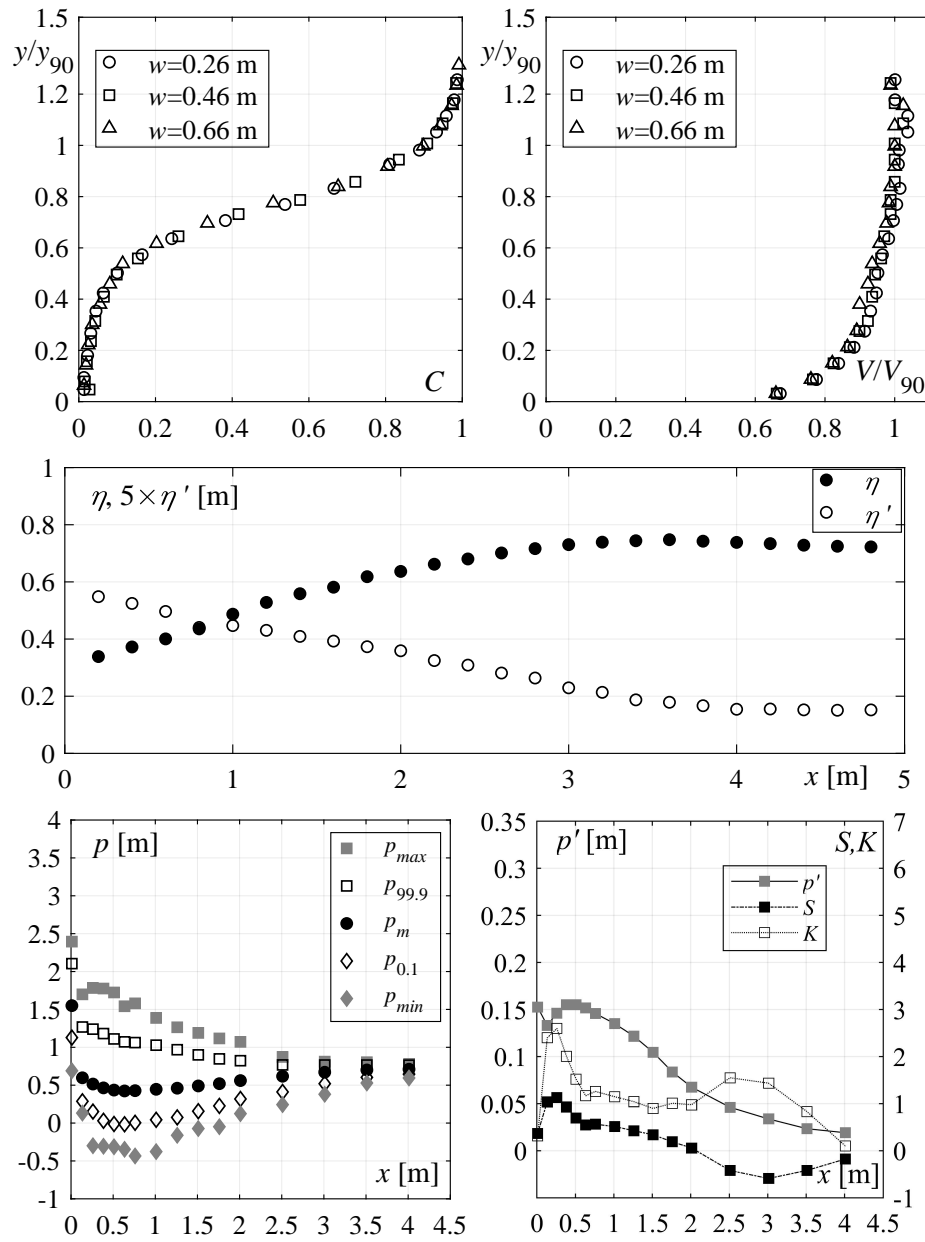 1.5
y/y90
1.2
1
0.8
0.6
0.4
0.2
0
w=0.26 m
w=0.46 m
w=0.66 m
C
0.2 0.4 0.6 0.8 1
1.5
y/y90
1.2
1
0.8
0.6
0.4
0.2
0
w=0.26 m
w=0.46 m
w=0.66 m
V/V90
0 0.2 0.4 0.6 0.8 1
1
0.8
0.6
0.4
0.2
0
η, 5×η' [m]
η
η'
0 1 2 3 4 5
x [m]
4
3.5
3
2.5
2
1.5
1
0.5
0
-0.5
-1
p [m]
pmax
p99.9
pm
p0.1
pmin
x [m]
0 0.5 1 1.5 2 2.5 3 3.5 4 4.5
0.35
0.3
0.25
0.2
0.15
0.1
0.05
0
p' [m]
S,K
p'
S
K
7
6
5
4
3
2
1
0
-1
x [m]
0 0.5 1 1.5 2 2.5 3 3.5 4 4.5